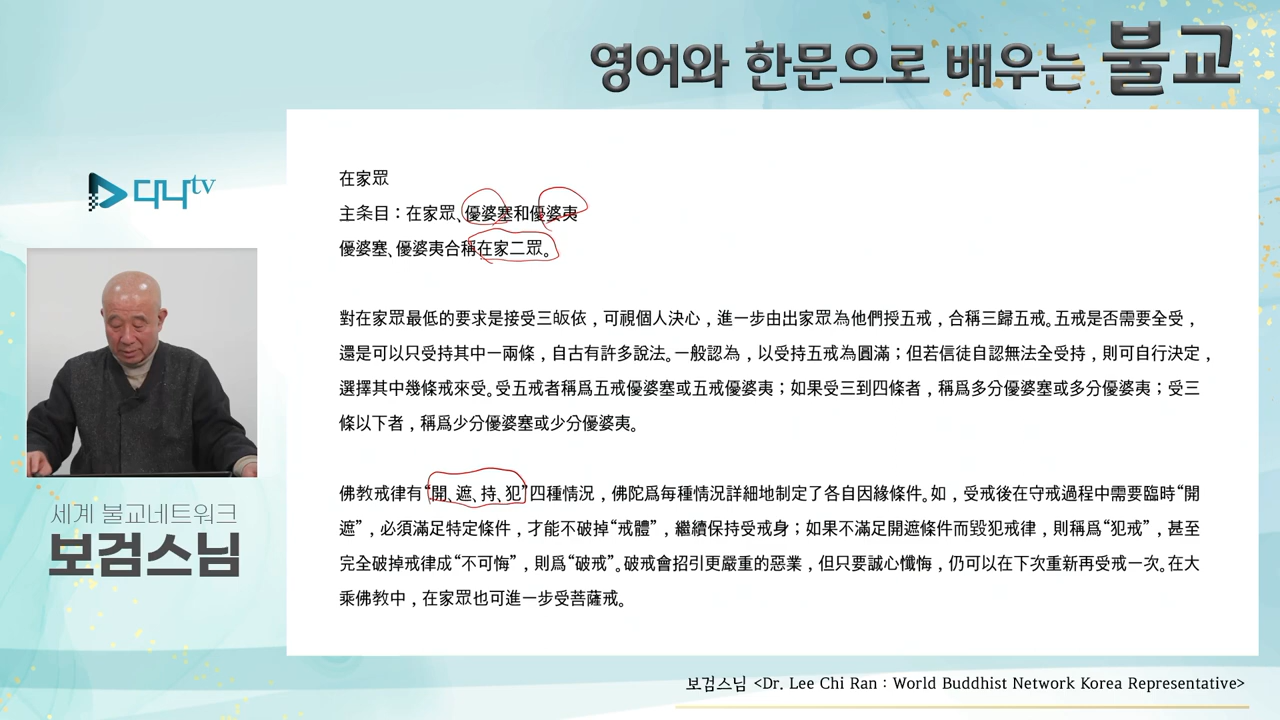 영어와 한문으로 배우는 불교
디나tv
在家眾
主条目：在家眾、優婆塞和優婆夷
優婆塞、優婆夷合稱在家二眾。
對在家眾最低的要求是接受三皈依，可視個人決心，進一步由出家眾為他們授五戒，合稱三歸五戒。五戒是否需要全受，
還是可以只受持其中一兩條，自古有許多說法。一般認為，以受持五戒為圓滿；但若信徒自認無法全受持，則可自行決定，
選擇其中幾條戒來受。受五戒者稱爲五戒優婆塞或五戒優婆夷；如果受三到四條者，稱爲多分優婆塞或多分優婆夷；受三
條以下者，稱爲少分優婆塞或少分優婆夷。
佛教戒律有“開、遮、持、犯”四種情況，佛陀爲每種情況詳細地制定了各自因緣條件。如，受戒後在守戒過程中需要臨時“開
遮”，必須滿足特定條件，才能不破掉“戒體”，繼續保持受戒身；如果不滿足開遮條件而毀犯戒律，則稱爲“犯戒”，甚至
完全破掉戒律成“不可悔”，則爲“破戒”。破戒會招引更嚴重的惡業，但只要誠心懺悔，仍可以在下次重新再受戒一次。在大
乘佛教中，在家眾也可進一步受菩薩戒。
세계 불교네트워크
보검스님
보검스님 <Dr. Lee Chi Ran : World Buddhist Network Korea Representative>